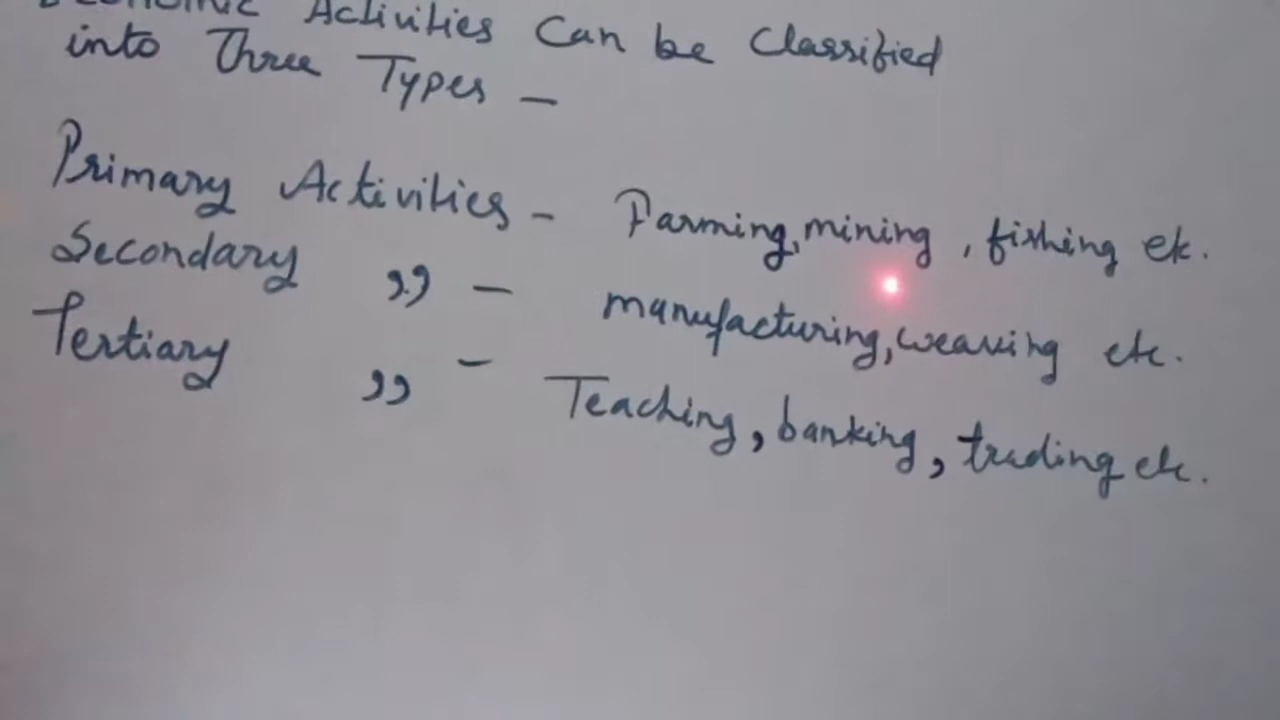 Economic Activities Can be Classified
into Three Types -
Primary Activities - Farming, mining, fishing etc.
Secondary ,, - manufacturing, weaving etc.
Tertiary ,, - Teaching, banking, trading etc.